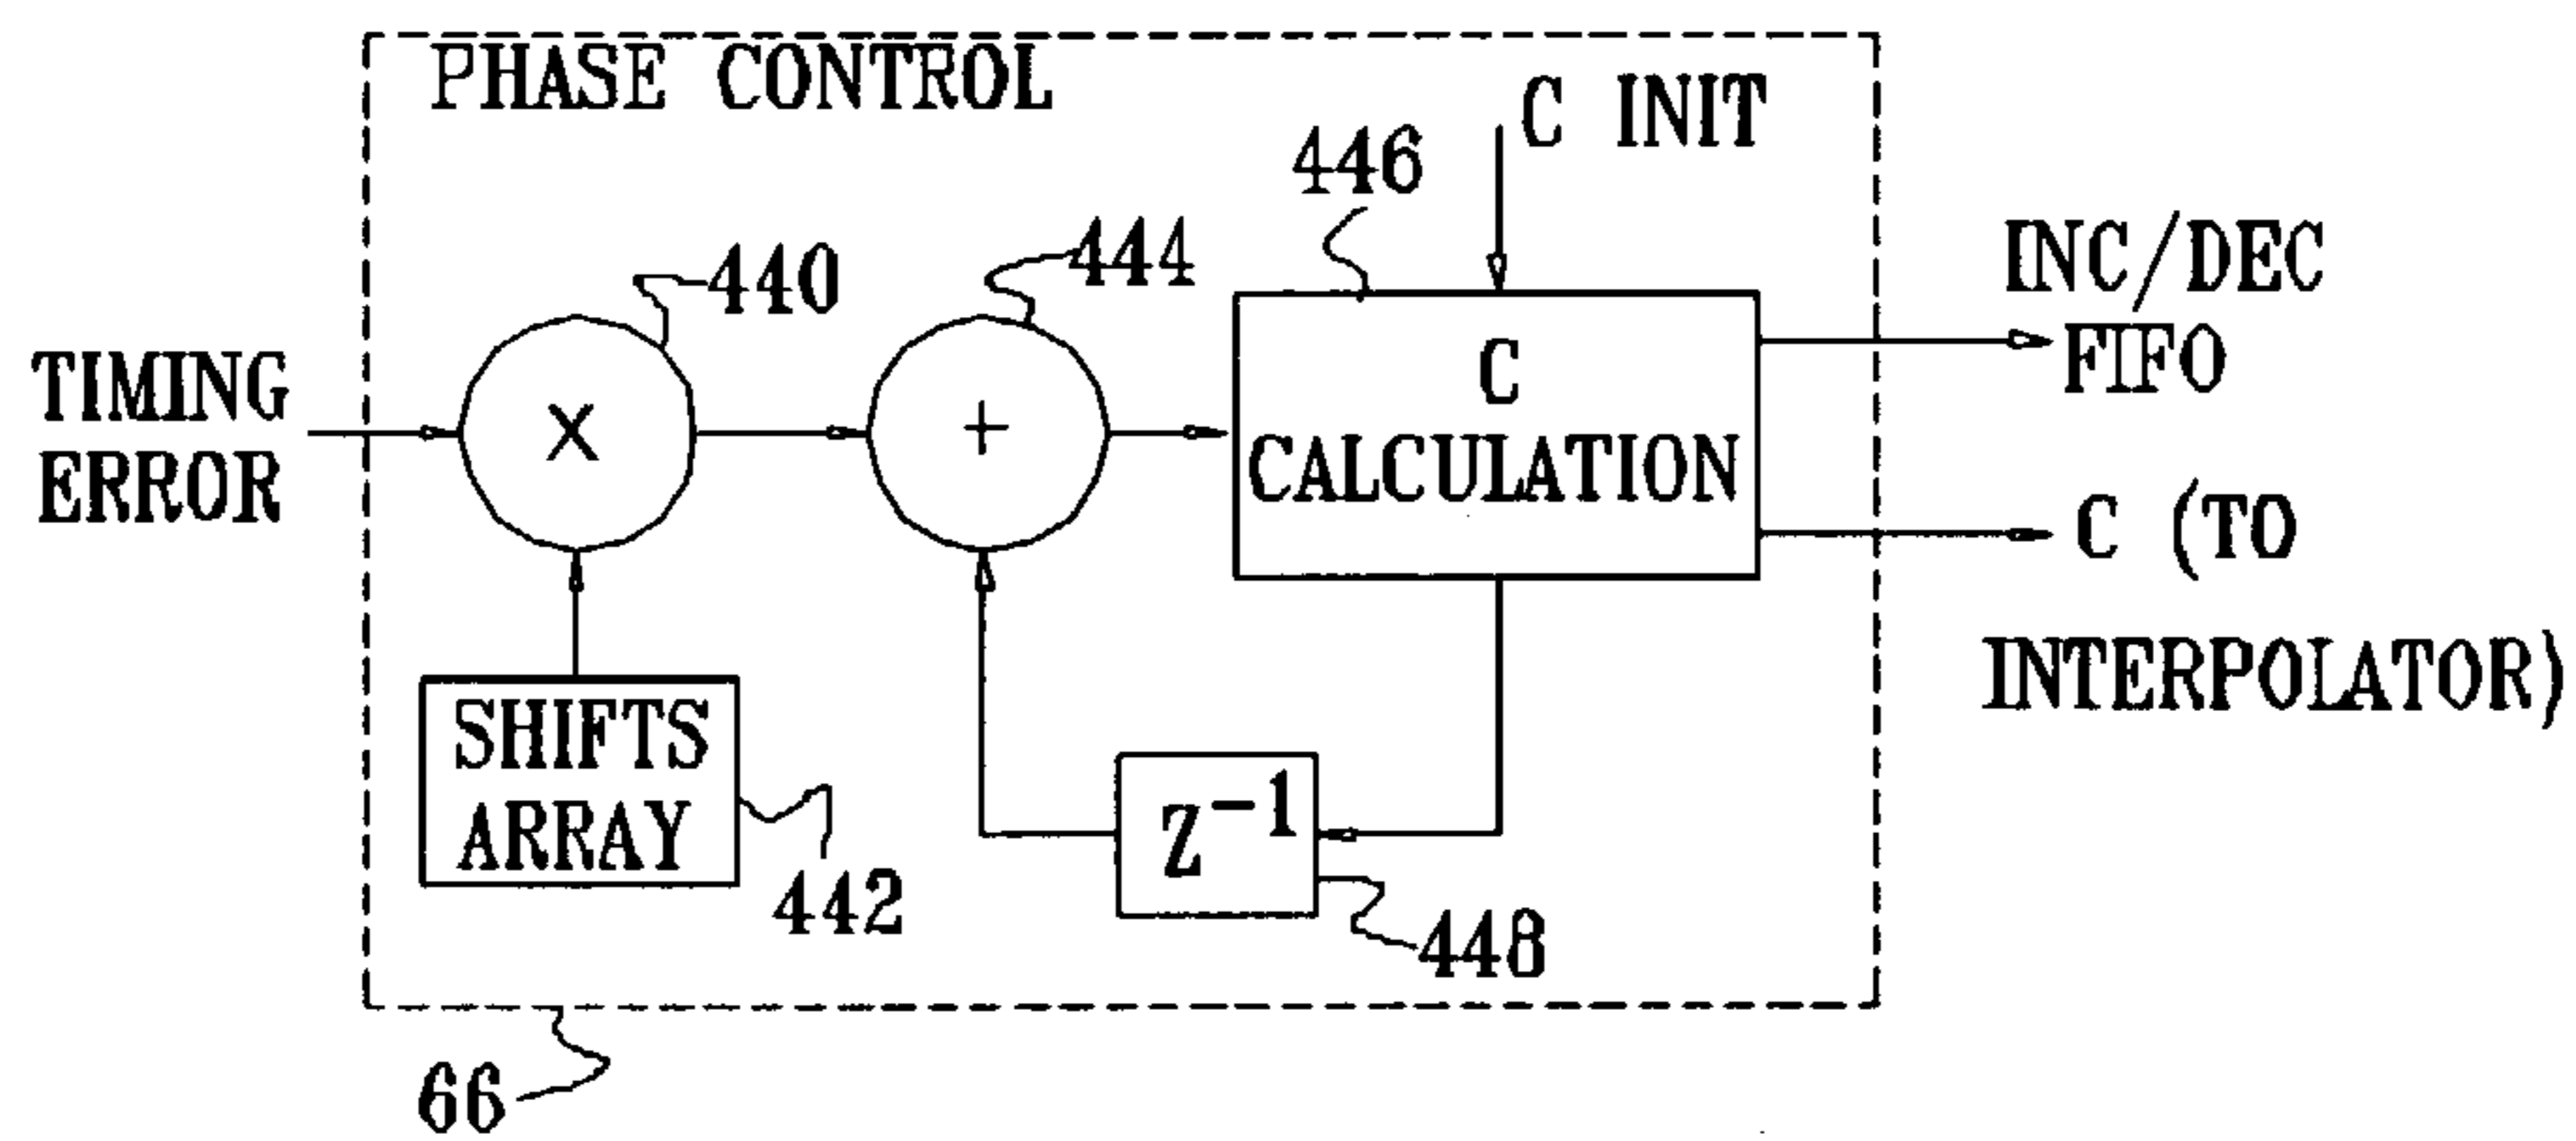 PHASE CONTROL
C INIT
446
440
444
INC/DEC
FIFO
TIMING
ERROR
X
+
C
CALCULATION
C (TO
INTERPOLATOR)
SHIFTS
ARRAY
442
Z⁻¹
448
66